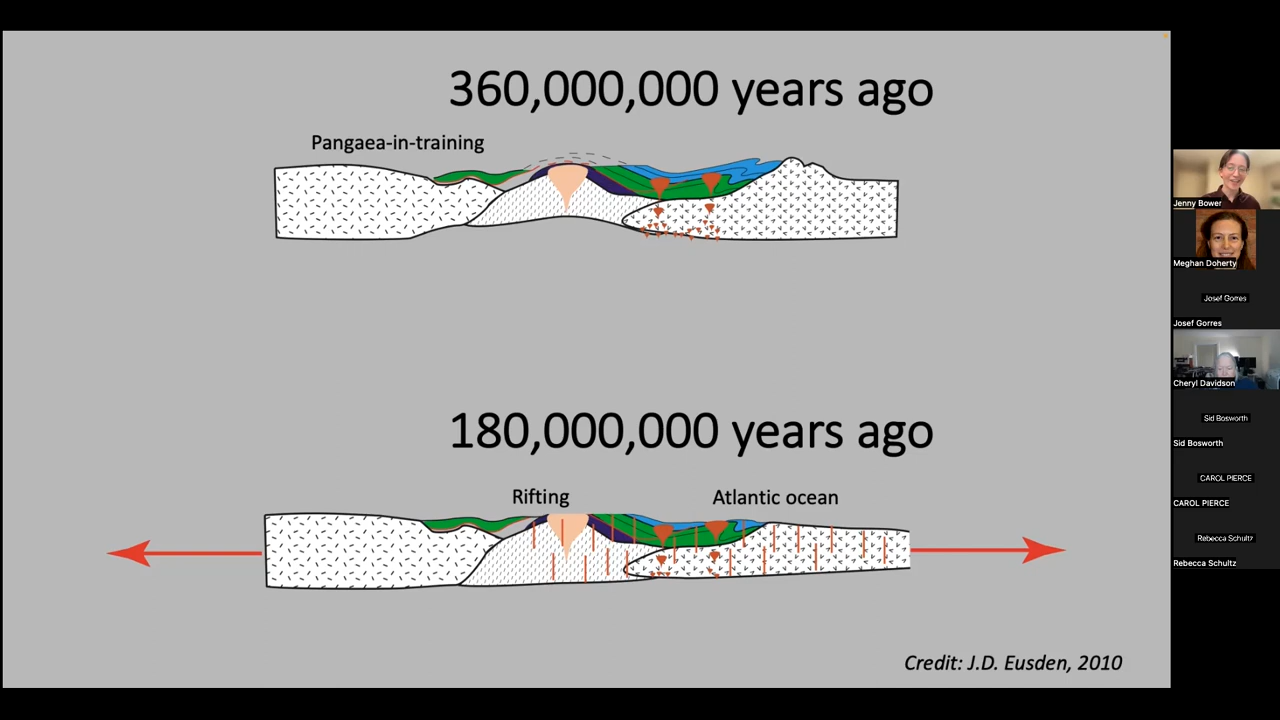 360,000,000 years ago
Pangaea-in-training
180,000,000 years ago
Rifting
Atlantic ocean
Credit: J.D. Eusden, 2010
Jenny Bower
Meghan Doherty
Josef Gorres
Josef Gorres
Cheryl Davidson
Sid Bosworth
Sid Bosworth
CAROL PIERCE
CAROL PIERCE
Rebecca Schultz
Rebecca Schultz